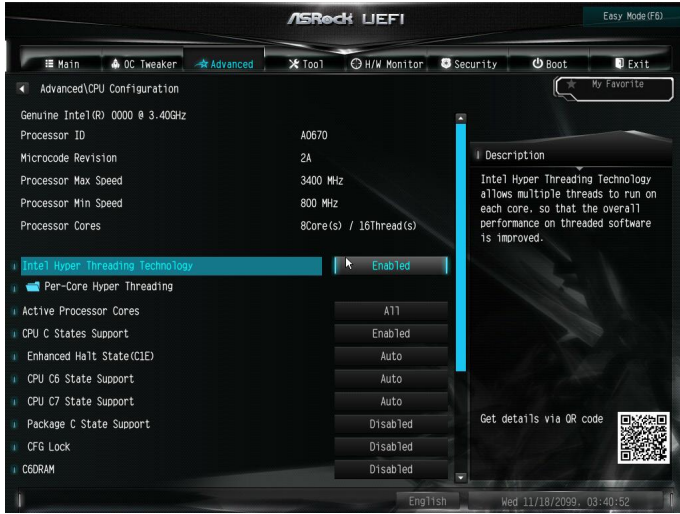 ASRock UEFI
Easy Mode(F6)
Main
OC Tweaker
Advanced
Tool
H/W Monitor
Security
Boot
Exit
Advanced\CPU Configuration
My Favorite
Genuine Intel(R) 0000 @ 3.40GHz
Processor ID A0670
Microcode Revision 2A
Processor Max Speed 3400 MHz
Processor Min Speed 800 MHz
Processor Cores 8Core(s) / 16Thread(s)
Intel Hyper Threading Technology Enabled
Per-Core Hyper Threading
Active Processor Cores All
CPU C States Support Enabled
Enhanced Halt State(C1E) Auto
CPU C6 State Support Auto
CPU C7 State Support Auto
Package C State Support Disabled
CFG Lock Disabled
C6DRAM Disabled
Description
Intel Hyper Threading Technology
allows multiple threads to run on
each core. so that the overall
performance on threaded software
is improved.
Get details via QR code
English
Wed 11/18/2099. 03:40:52